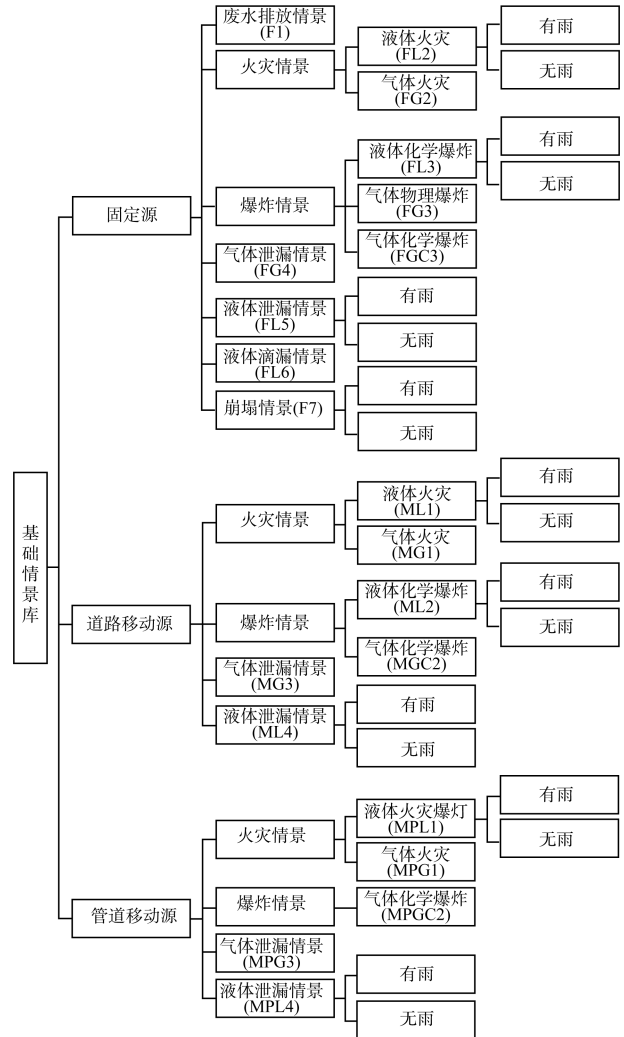 基础情景库
固定源
废水排放情景
(F1)
火灾情景
液体火灾
(FL2)
有雨
无雨
气体火灾
(FG2)
爆炸情景
液体化学爆炸
(FL3)
有雨
无雨
气体物理爆炸
(FG3)
气体化学爆炸
(FGC3)
气体泄漏情景
(FG4)
液体泄漏情景
(FL5)
有雨
无雨
液体滴漏情景
(FL6)
崩塌情景(F7)
有雨
无雨
道路移动源
火灾情景
液体火灾
(ML1)
有雨
无雨
气体火灾
(MG1)
爆炸情景
液体化学爆炸
(ML2)
有雨
无雨
气体化学爆炸
(MGC2)
气体泄漏情景
(MG3)
液体泄漏情景
(ML4)
有雨
无雨
管道移动源
火灾情景
液体火灾爆灯
(MPL1)
有雨
无雨
气体火灾
(MPG1)
爆炸情景
气体化学爆炸
(MPGC2)
气体泄漏情景
(MPG3)
液体泄漏情景
(MPL4)
有雨
无雨